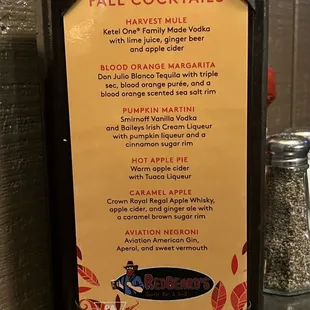 FALL COCKTAILS
HARVEST MULE
Ketel One® Family Made Vodka
with lime juice, ginger beer
and apple cider
BLOOD ORANGE MARGARITA
Don Julio Blanco Tequila with triple
sec, blood orange purée, and a
blood orange scented sea salt rim
PUMPKIN MARTINI
Smirnoff Vanilla Vodka
and Baileys Irish Cream Liqueur
with pumpkin liqueur and a
cinnamon sugar rim
HOT APPLE PIE
Warm apple cider
with Tuaca Liqueur
CARAMEL APPLE
Crown Royal Regal Apple Whisky,
apple cider, and ginger ale with
a caramel brown sugar rim
AVIATION NEGRONI
Aviation American Gin,
Aperol, and sweet vermouth
REDBEARD'S